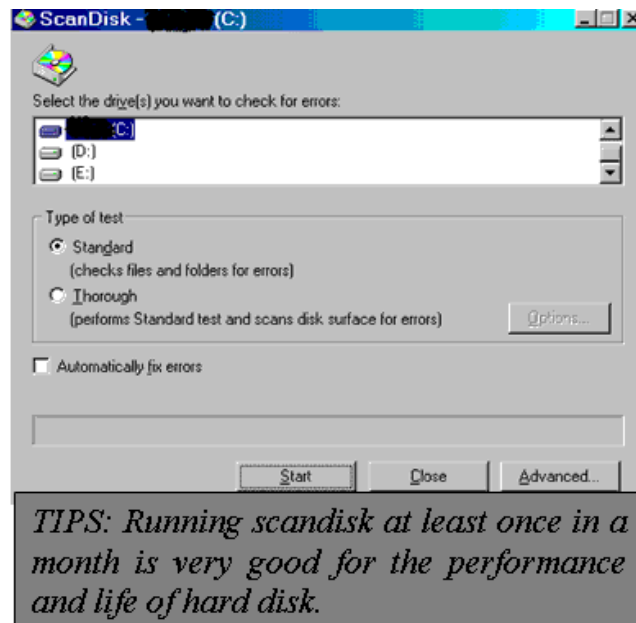 ScanDisk - (C:)
Select the drive(s) you want to check for errors:
(C:)
(D:)
(E:)
Type of test
Standard
(checks files and folders for errors)
Thorough
(performs Standard test and scans disk surface for errors)
Options...
Automatically fix errors
Start Close Advanced...
TIPS: Running scandisk at least once in a
month is very good for the performance
and life of hard disk.